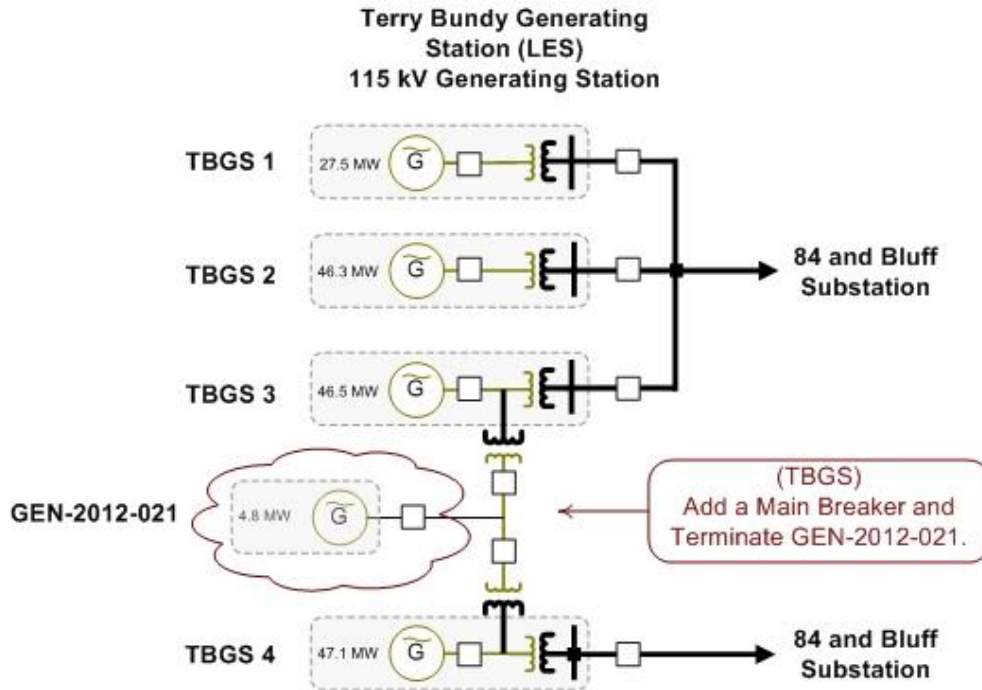 Terry Bundy Generating
Station (LES)
115 kV Generating Station
TBGS 1
27.5 MW
G
TBGS 2
46.3 MW
G
84 and Bluff
Substation
TBGS 3
46.5 MW
G
GEN-2012-021
4.8 MW
G
(TBGS)
Add a Main Breaker and
Terminate GEN-2012-021.
TBGS 4
47.1 MW
G
84 and Bluff
Substation